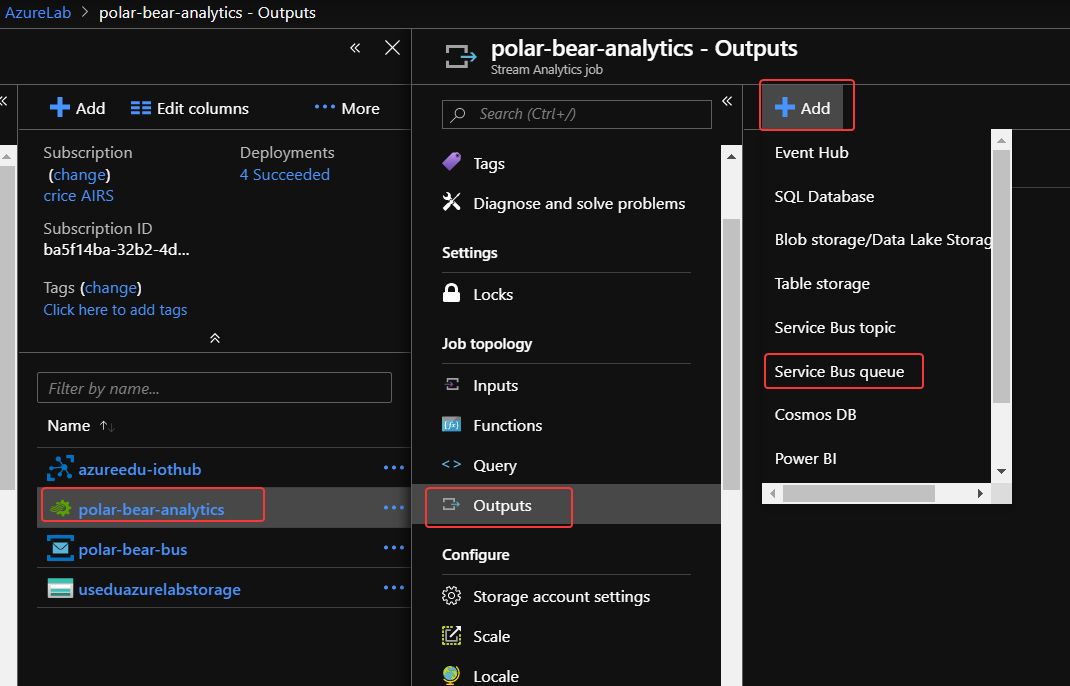 AzureLab > polar-bear-analytics - Outputs
« ×
« Add Edit columns ··· More
Subscription
(change)
crice AIRS
Deployments
4 Succeeded
Subscription ID
ba5f14ba-32b2-4d...
Tags (change)
Click here to add tags
Filter by name...
Name ↑↓
azureedu-iothub ···
polar-bear-analytics ···
polar-bear-bus ···
useduazurelabstorage ···
polar-bear-analytics - Outputs
Stream Analytics job
Search (Ctrl+/) «
Tags
Diagnose and solve problems
Settings
Locks
Job topology
Inputs
Functions
Query
Outputs
Configure
Storage account settings
Scale
Locale
Add
Event Hub
SQL Database
Blob storage/Data Lake Storag
Table storage
Service Bus topic
Service Bus queue
Cosmos DB
Power BI